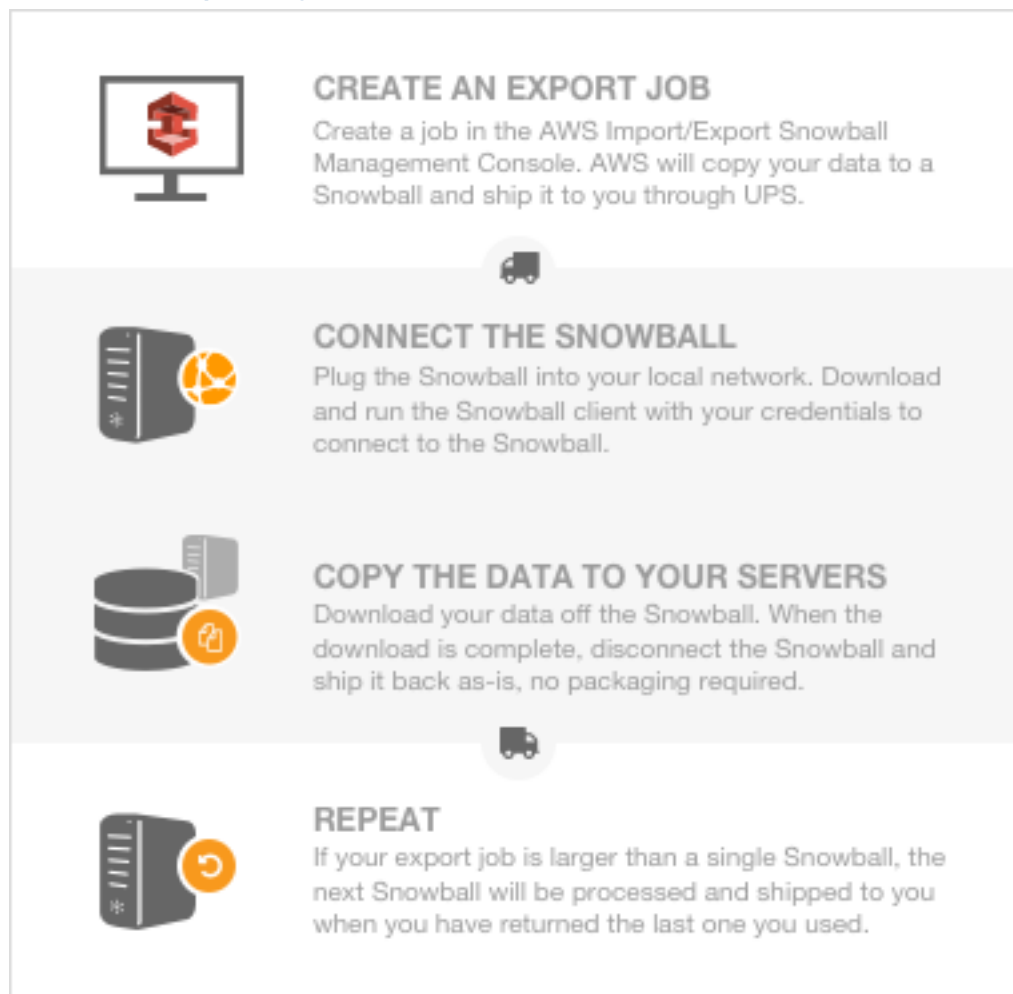 CREATE AN EXPORT JOB
Create a job in the AWS Import/Export Snowball
Management Console. AWS will copy your data to a
Snowball and ship it to you through UPS.
CONNECT THE SNOWBALL
Plug the Snowball into your local network. Download
and run the Snowball client with your credentials to
connect to the Snowball.
COPY THE DATA TO YOUR SERVERS
Download your data off the Snowball. When the
download is complete, disconnect the Snowball and
ship it back as-is, no packaging required.
REPEAT
If your export job is larger than a single Snowball, the
next Snowball will be processed and shipped to you
when you have returned the last one you used.